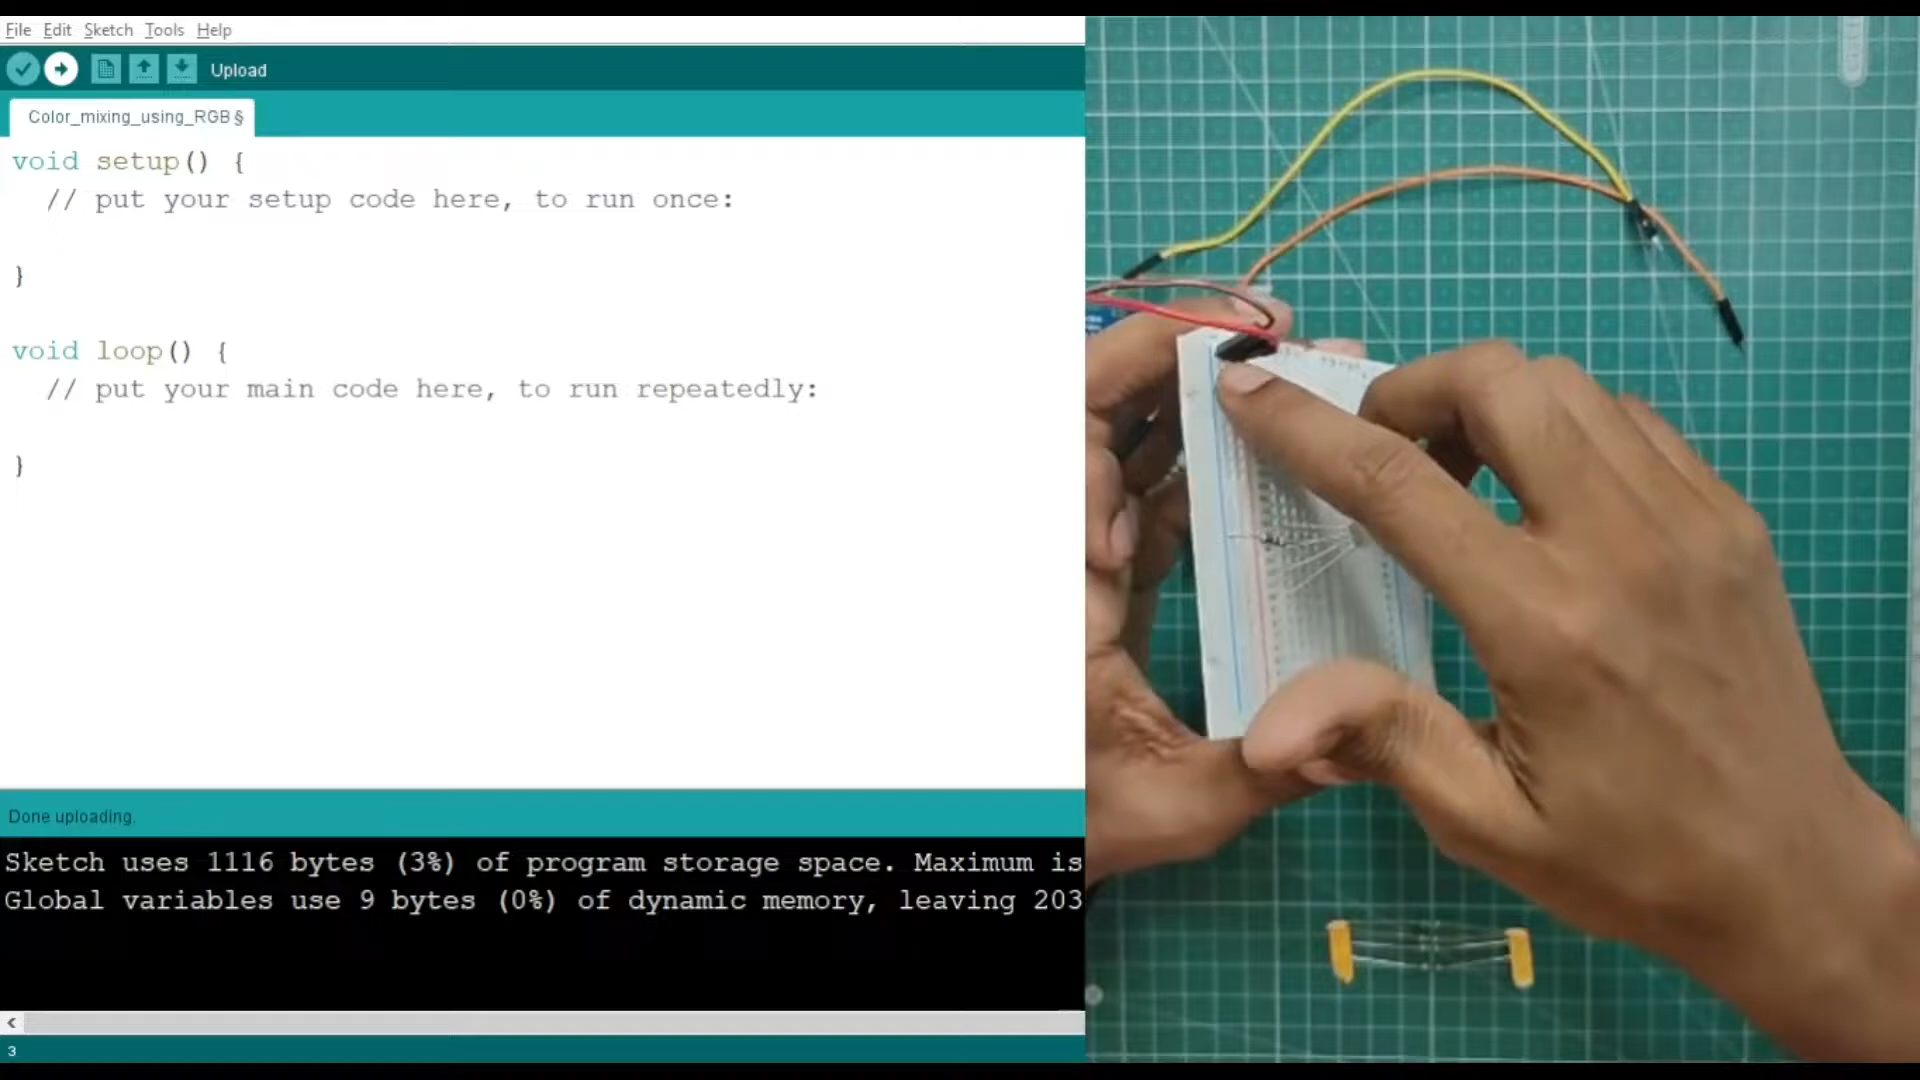 File Edit Sketch Tools Help
Upload
Color_mixing_using_RGB §
void setup() {
// put your setup code here, to run once:
}
void loop() {
// put your main code here, to run repeatedly:
}
Done uploading.
Sketch uses 1116 bytes (3%) of program storage space. Maximum is
Global variables use 9 bytes (0%) of dynamic memory, leaving 203
3